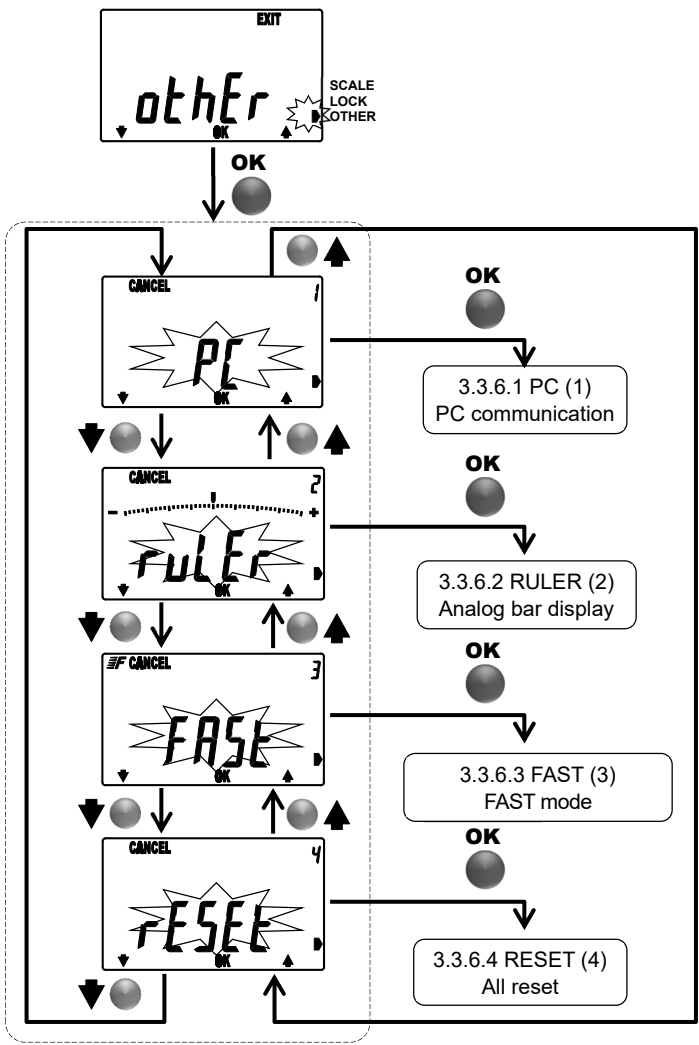 EXIT
othEr
SCALE
LOCK
OTHER
OK
OK
CANCEL
1
PC
OK
OK
3.3.6.1 PC (1)
PC communication
CANCEL
2
- +
rulEr
OK
OK
3.3.6.2 RULER (2)
Analog bar display
F CANCEL
3
FASt
OK
OK
3.3.6.3 FAST (3)
FAST mode
CANCEL
4
rESEt
OK
OK
3.3.6.4 RESET (4)
All reset